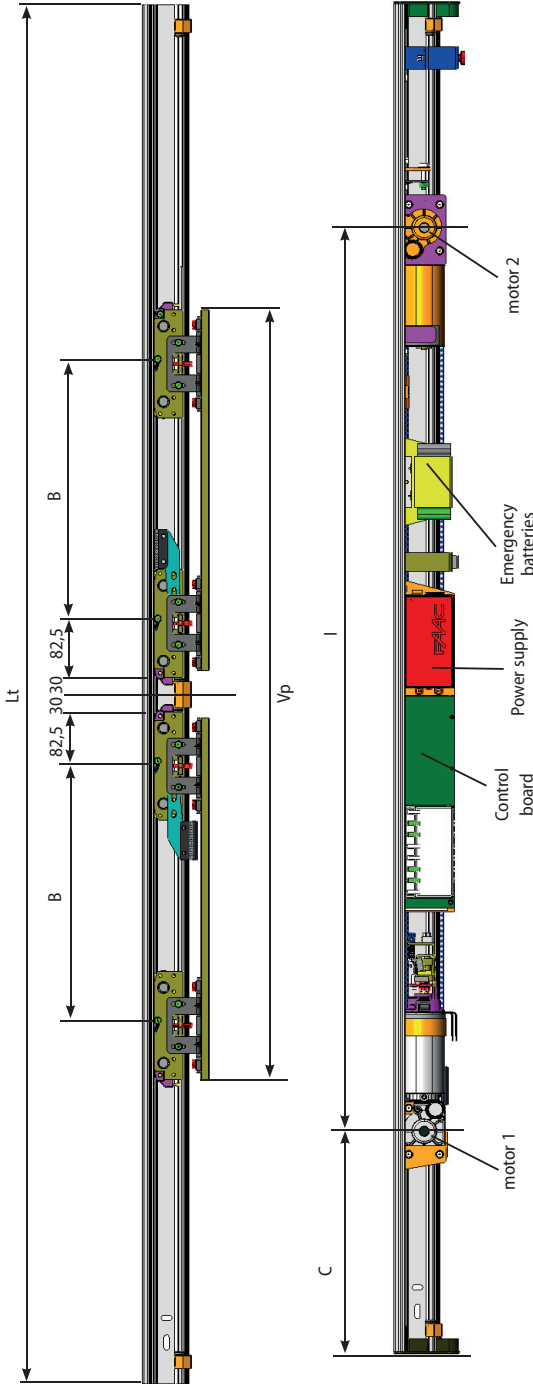 Lt
B
82,5
30 30
82,5
B
Vp
I
C
motor 1
Control
board
Power supply
FAAC
Emergency
batteries
motor 2